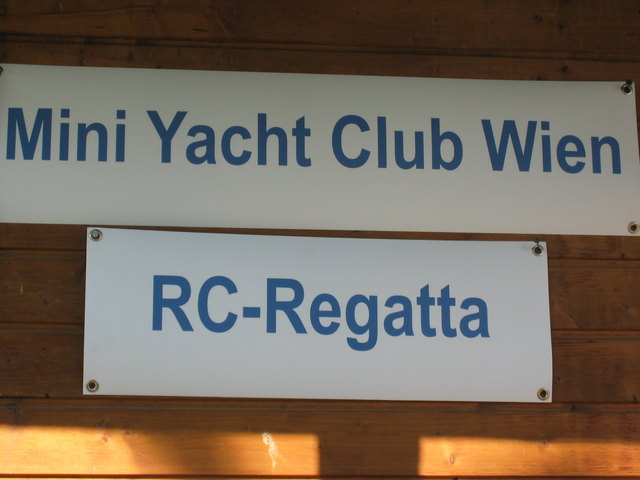 Mini Yacht Club Wien
RC-Regatta